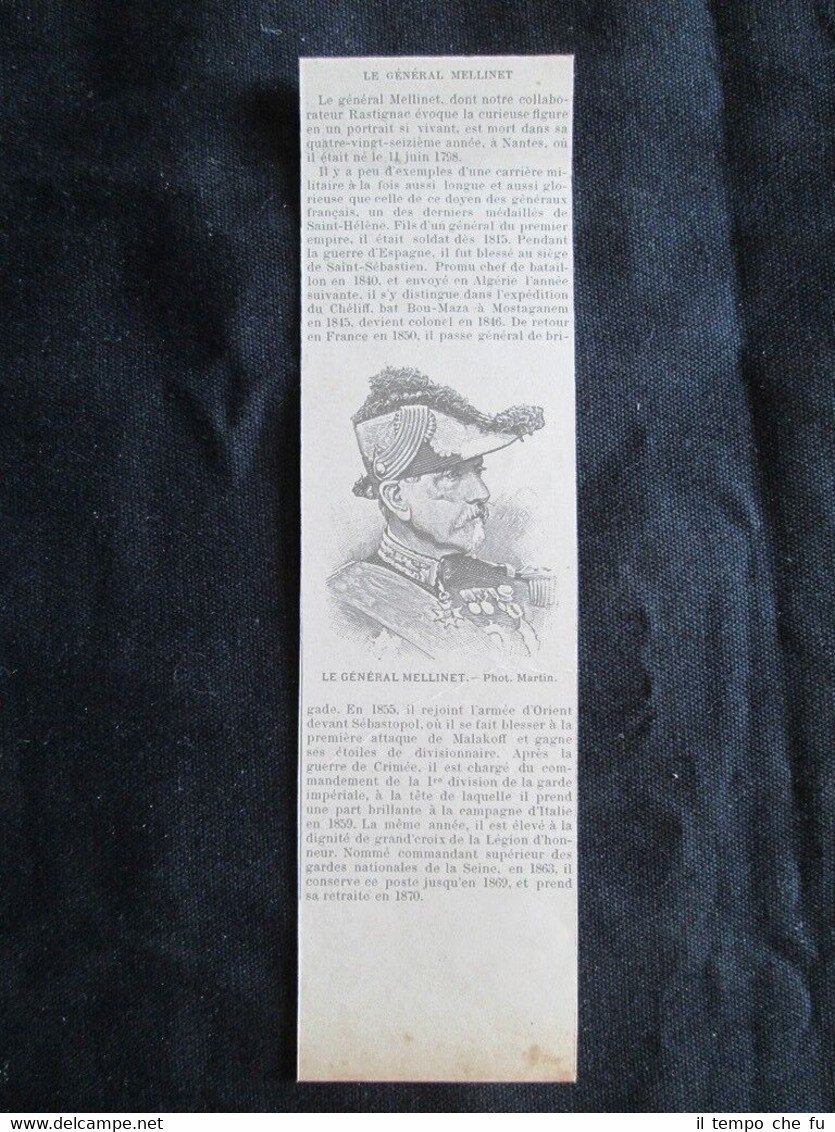 LE GÉNÉRAL MELLINET
Le général Mellinet, dont notre collabo-
rateur Rastignac évoque la curieuse figure
en un portrait si vivant, est mort dans sa
quatre-vingt-seizième année, à Nantes, où
il était né le 11 juin 1798.
Il y a peu d'exemples d'une carrière mi-
litaire à la fois aussi longue et aussi glo-
rieuse que celle de ce doyen des généraux
français, un des derniers médaillés de
Saint-Hélène. Fils d'un général du premier
empire, il était soldat dès 1815. Pendant
la guerre d'Espagne, il fut blessé au siège
de Saint-Sébastien. Promu chef de batail-
lon en 1840, et envoyé en Algérie l'année
suivante, il s'y distingue dans l'expédition
du Chéliff, bat Bou-Maza à Mostaganem
en 1845, devient colonel en 1846. De retour
en France en 1850, il passe général de bri-
LE GÉNÉRAL MELLINET.— Phot. Martin.
gade. En 1855, il rejoint l'armée d'Orient
devant Sébastopol, où il se fait blesser à la
première attaque de Malakoff et gagne
ses étoiles de divisionnaire. Après la
guerre de Crimée, il est chargé du com-
mandement de la 1re division de la garde
impériale, à la tête de laquelle il prend
une part brillante à la campagne d'Italie
en 1859. La même année, il est élevé à la
dignité de grand'croix de la Légion d'hon-
neur. Nommé commandant supérieur des
gardes nationales de la Seine, en 1863, il
conserve ce poste jusqu'en 1869, et prend
sa retraite en 1870.
il tempo che fu